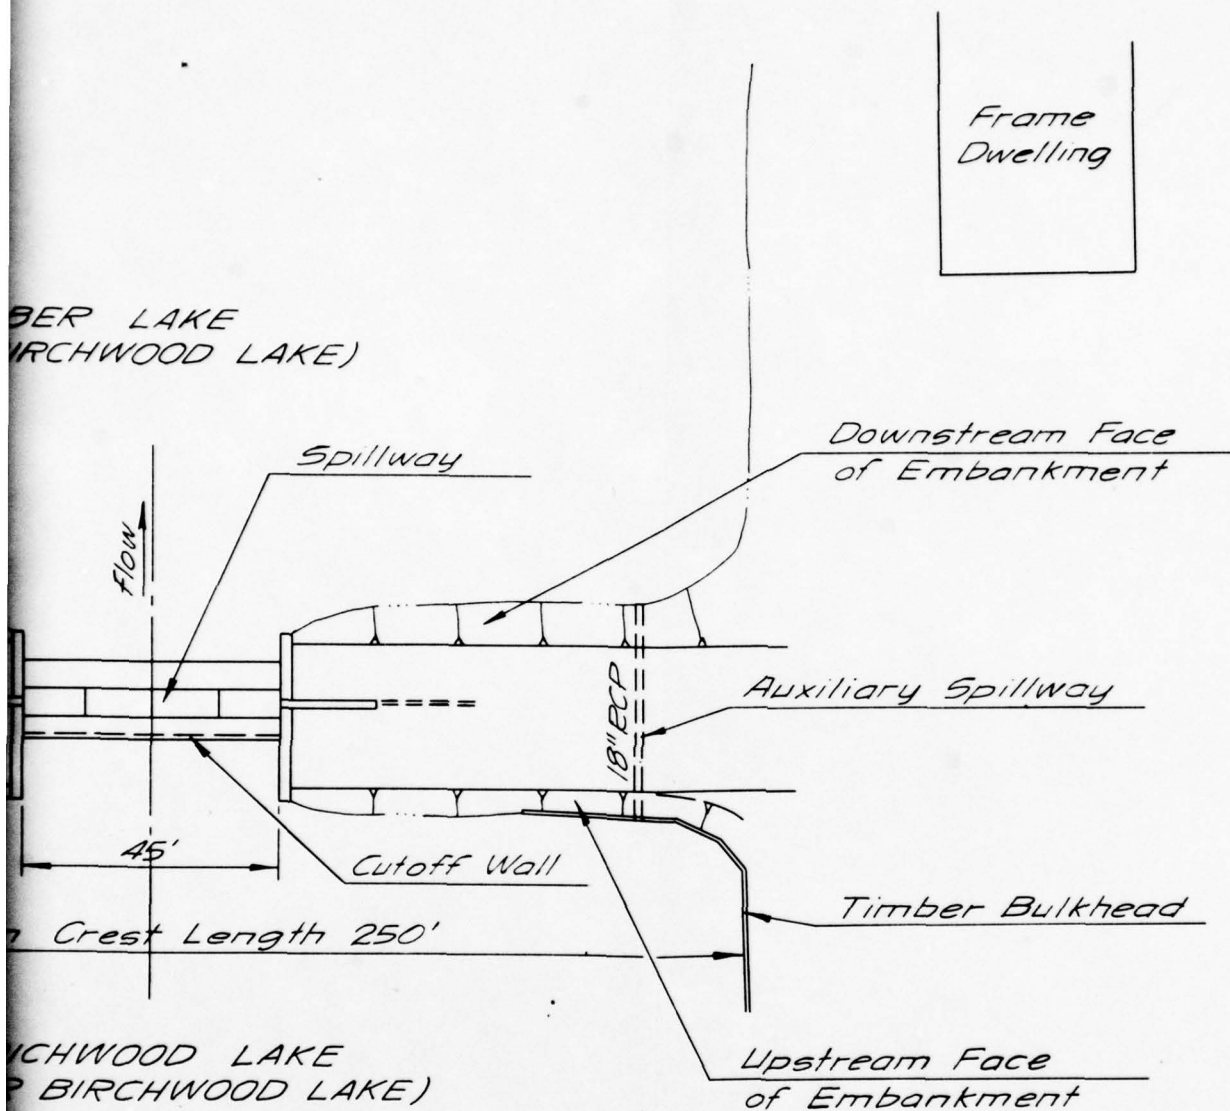 Frame
Dwelling
BER LAKE
IRCHWOOD LAKE)
Spillway
Downstream Face
of Embankment
Flow
18" RCP
Auxiliary Spillway
45'
Cutoff Wall
Timber Bulkhead
Crest Length 250'
CHWOOD LAKE
BIRCHWOOD LAKE)
Upstream Face
of Embankment